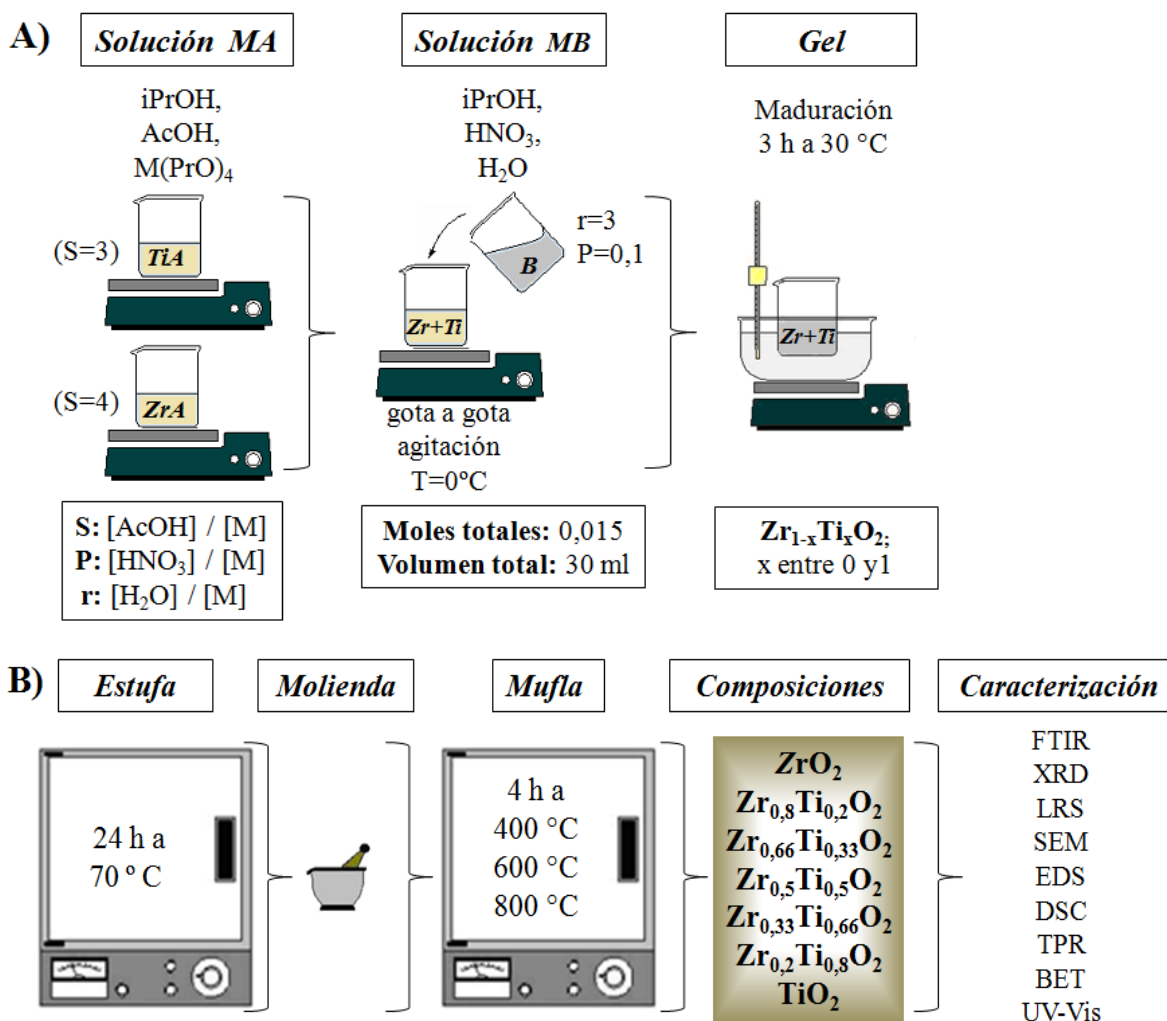 A)
Solución MA
iPrOH,
AcOH,
M(PrO)₄
(S=3)
TiA
(S=4)
ZrA
S: [AcOH] / [M]
P: [HNO₃] / [M]
r: [H₂O] / [M]
Solución MB
iPrOH,
HNO₃,
H₂O
r=3
P=0,1
B
Zr+Ti
gota a gota
agitación
T=0ºC
Moles totales: 0,015
Volumen total: 30 ml
Gel
Maduración
3 h a 30 °C
Zr+Ti
Zr₁₋ₓTiₓO₂;
x entre 0 y1
B)
Estufa
24 h a
70 º C
Molienda
Mufla
4 h a
400 °C
600 °C
800 °C
Composiciones
ZrO₂
Zr₀,₈Ti₀,₂O₂
Zr₀,₆₆Ti₀,₃₃O₂
Zr₀,₅Ti₀,₅O₂
Zr₀,₃₃Ti₀,₆₆O₂
Zr₀,₂Ti₀,₈O₂
TiO₂
Caracterización
FTIR
XRD
LRS
SEM
EDS
DSC
TPR
BET
UV-Vis